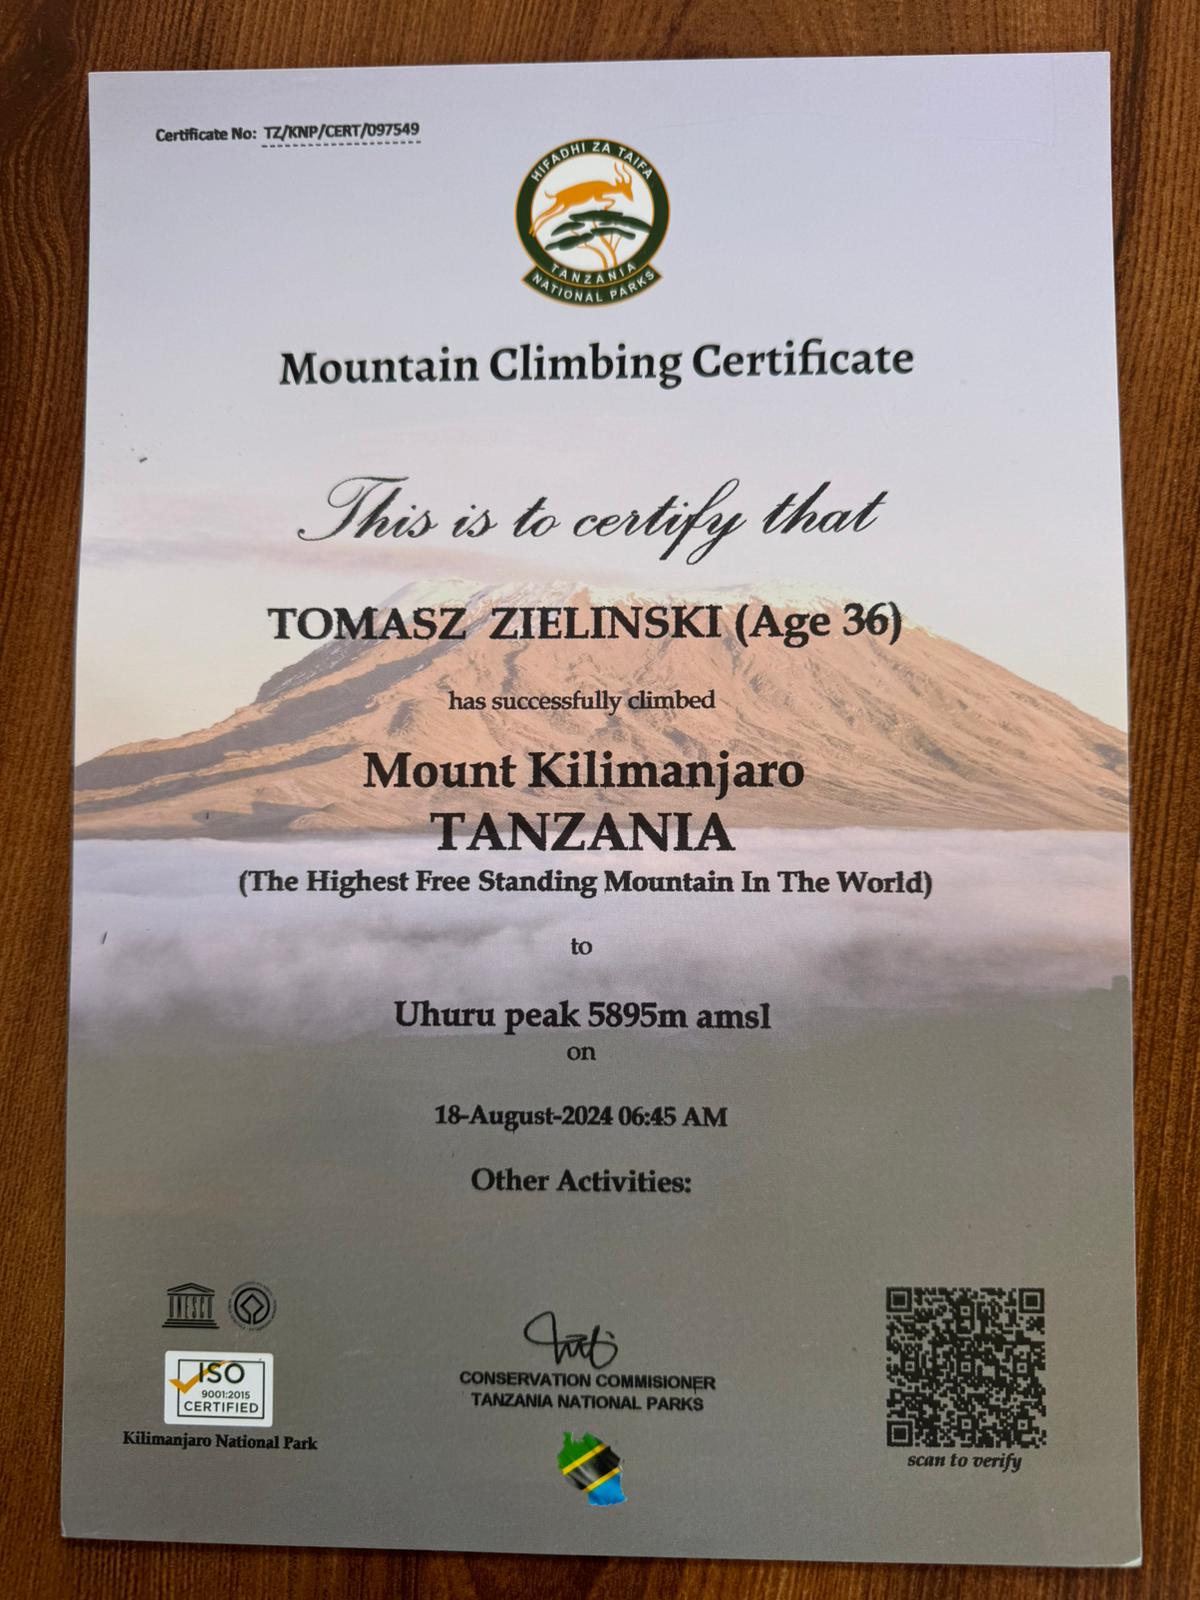 Certificate No: TZ/KNP/CERT/097549
HIFADHI ZA TAIFA
TANZANIA
NATIONAL PARKS
Mountain Climbing Certificate
This is to certify that
TOMASZ ZIELINSKI (Age 36)
has successfully climbed
Mount Kilimanjaro
TANZANIA
(The Highest Free Standing Mountain In The World)
to
Uhuru peak 5895m amsl
on
18-August-2024 06:45 AM
Other Activities:
UNESCO
ISO
9001:2015
CERTIFIED
Kilimanjaro National Park
CONSERVATION COMMISIONER
TANZANIA NATIONAL PARKS
scan to verify